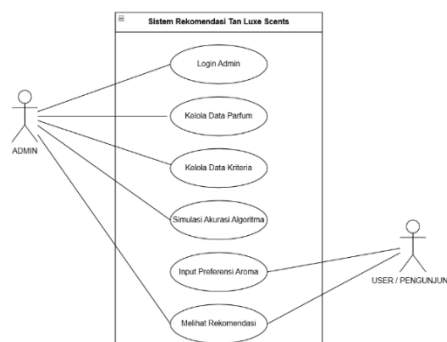 Sistem Rekomendasi Tan Luxe Scents
Login Admin
Kelola Data Parfum
ADMIN
Kolola Data Kriteria
Simulasi Akurasi Algoritma
Input Preferensi Aroma
USER / PENGUNJUN
Melihat Rekomendasi